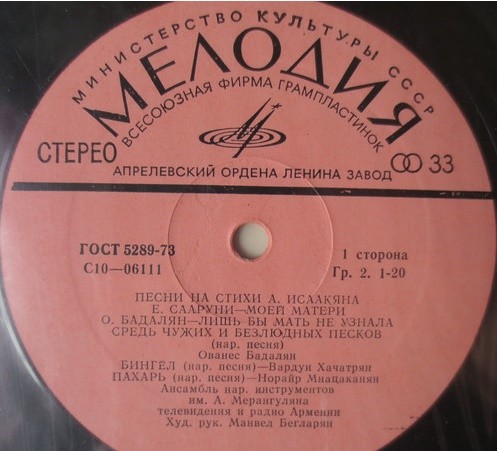 МИНИСТЕРСТВО КУЛЬТУРЫ СССР
МЕЛОДИЯ
ВСЕСОЮЗНАЯ ФИРМА ГРАМПЛАСТИНОК
СТЕРЕО
33
АПРЕЛЕВСКИЙ ОРДЕНА ЛЕНИНА ЗАВОД
ГОСТ 5289-73
1 сторона
С10—06111
Гр. 2. 1-20
ПЕСНИ НА СТИХИ А. ИСААКЯНА
Е. СААРУНИ—МОЕЙ МАТЕРИ
О. БАДАЛЯН—ЛИШЬ БЫ МАТЬ НЕ УЗНАЛА
СРЕДЬ ЧУЖИХ И БЕЗЛЮДНЫХ ПЕСКОВ
(нар. песня)
Ованес Бадалян
БИНГЕЛ (нар. песня)—Вардуи Хачатрян
ПАХАРЬ (нар. песня)—Норайр Мнацаканян
Ансамбль нар. инструментов
им. А. Мерангуляна
телевидения и радио Армении
Худ. рук. Манвел Бегларян